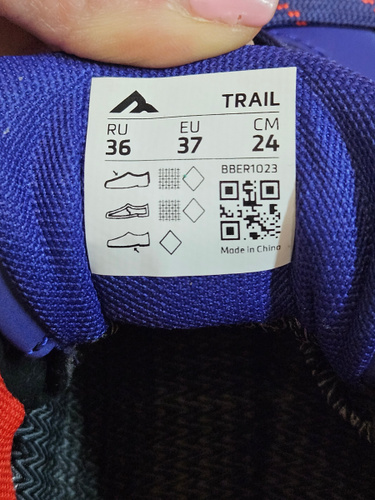 TRAIL
RU EU CM
36 37 24
BBER1023
Made in China